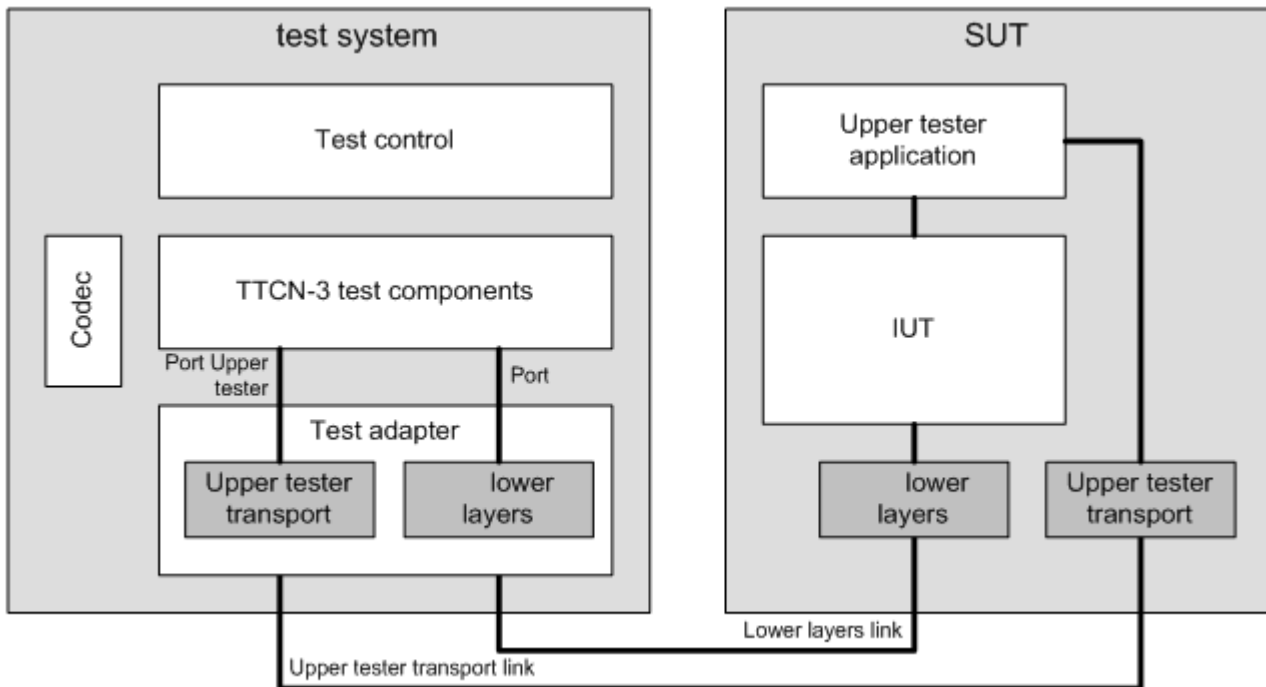 test system
SUT
Test control
Upper tester
application
Codec
TTCN-3 test components
IUT
Port Upper
tester
Port
Test adapter
Upper tester
transport
lower
layers
lower
layers
Upper tester
transport
Lower layers link
Upper tester transport link